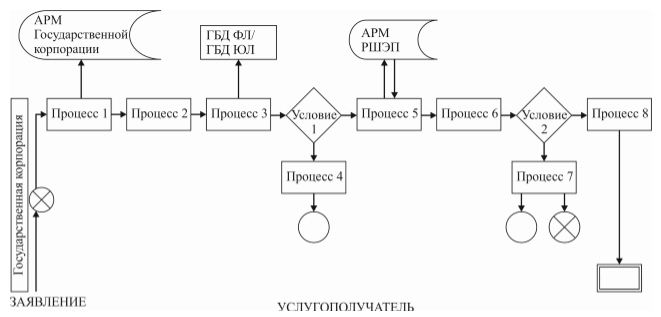 АРМ
Государственной
корпорации
ГБД ФЛ/
ГБД ЮЛ
АРМ
РШЭП
Государственная корпорация
Процесс 1
Процесс 2
Процесс 3
Условие
1
Процесс 5
Процесс 6
Условие
2
Процесс 8
Процесс 4
Процесс 7
ЗАЯВЛЕНИЕ
УСЛУГОПОЛУЧАТЕЛЬ